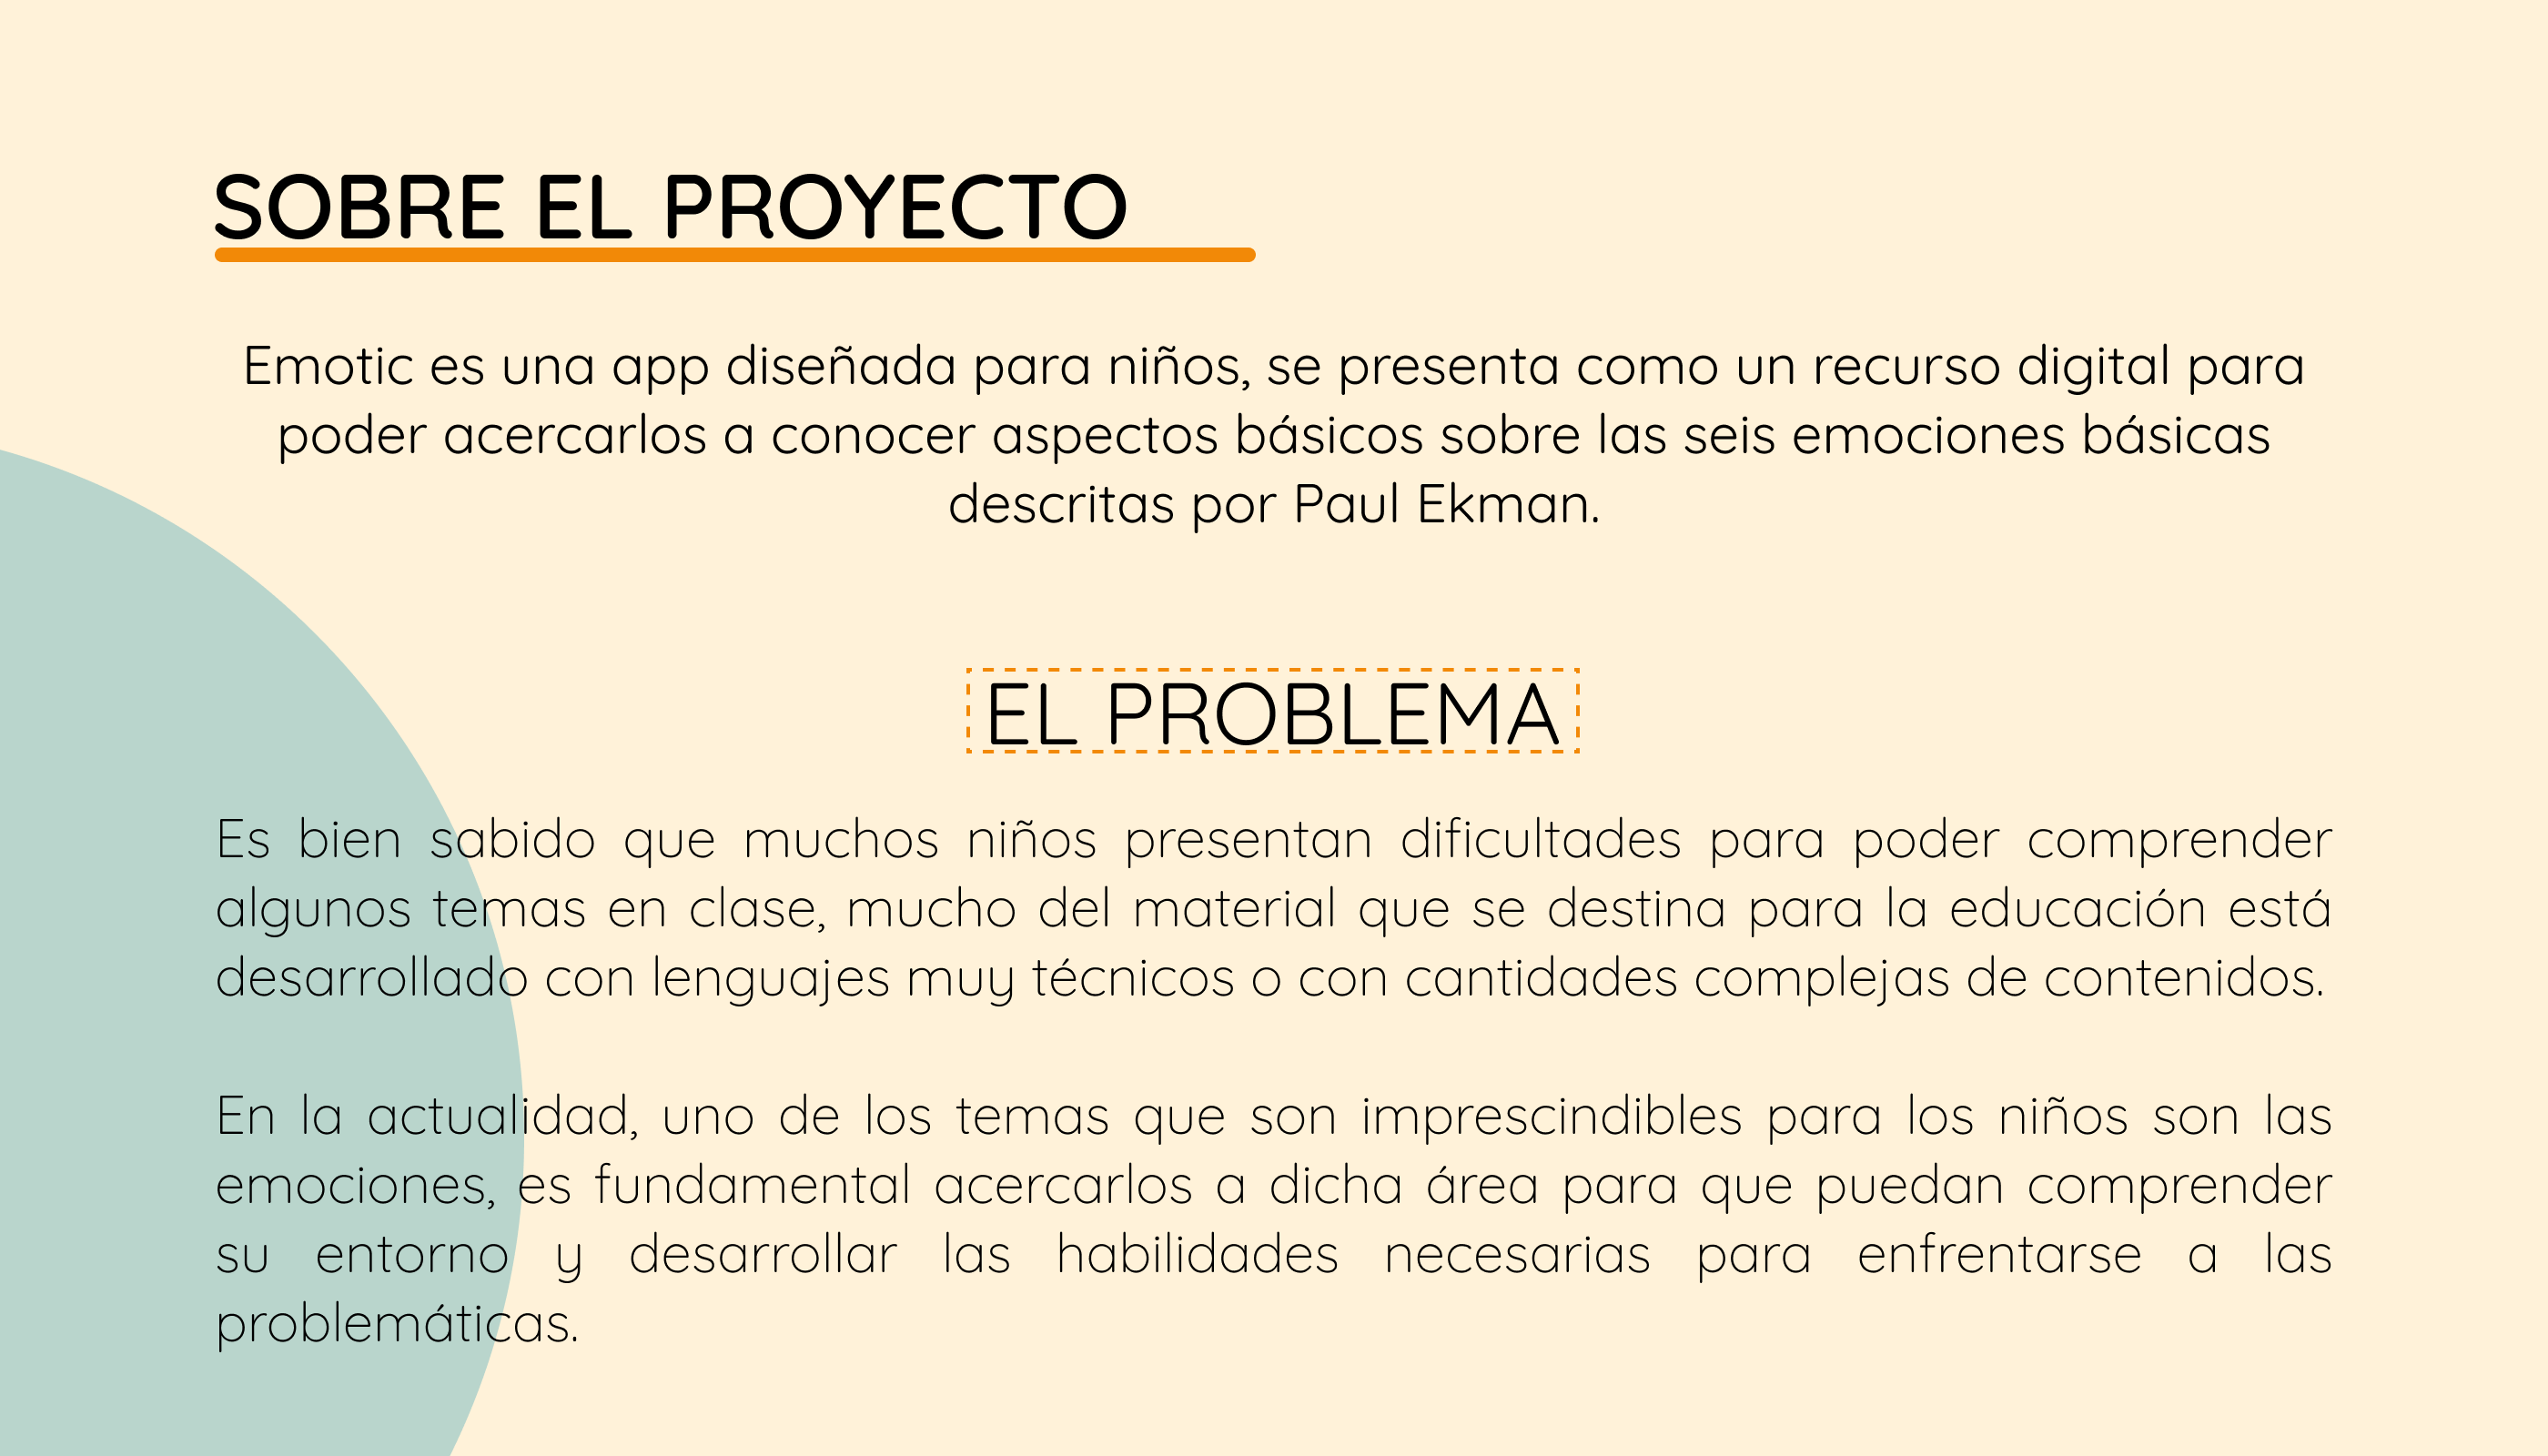 SOBRE EL PROYECTO
Emotic es una app diseñada para niños, se presenta como un recurso digital para
poder acercarlos a conocer aspectos básicos sobre las seis emociones básicas
descritas por Paul Ekman.
EL PROBLEMA
Es bien sabido que muchos niños presentan dificultades para poder comprender
algunos temas en clase, mucho del material que se destina para la educación está
desarrollado con lenguajes muy técnicos o con cantidades complejas de contenidos.
En la actualidad, uno de los temas que son imprescindibles para los niños son las
emociones, es fundamental acercarlos a dicha área para que puedan comprender
su entorno y desarrollar las habilidades necesarias para enfrentarse a las
problemáticas.